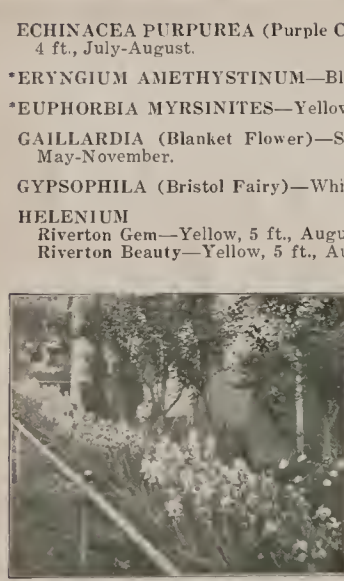 ECHINACEA PURPUREA (Purple C
4 ft., July-August.
*ERYNGIUM AMETHYSTINUM—Bl
*EUPHORBIA MYRSINITES—Yellow
GAILLARDIA (Blanket Flower)—S
May-November.
GYPSOPHILA (Bristol Fairy)—Whi
HELENIUM
Riverton Gem—Yellow, 5 ft., Augu
Riverton Beauty—Yellow, 5 ft., Au